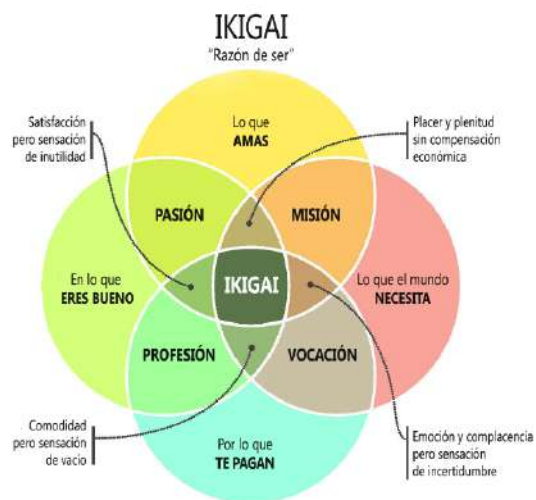 IKIGAI
"Razón de ser"
Satisfacción
pero sensación
de inutilidad
Lo que
AMAS
Placer y plenitud
sin compensación
económica
PASIÓN
MISIÓN
En lo que
ERES BUENO
IKIGAI
Lo que el mundo
NECESITA
PROFESIÓN
VOCACIÓN
Comodidad
pero sensación
de vacio
Por lo que
TE PAGAN
Emoción y complacencia
pero sensación
de incertidumbre